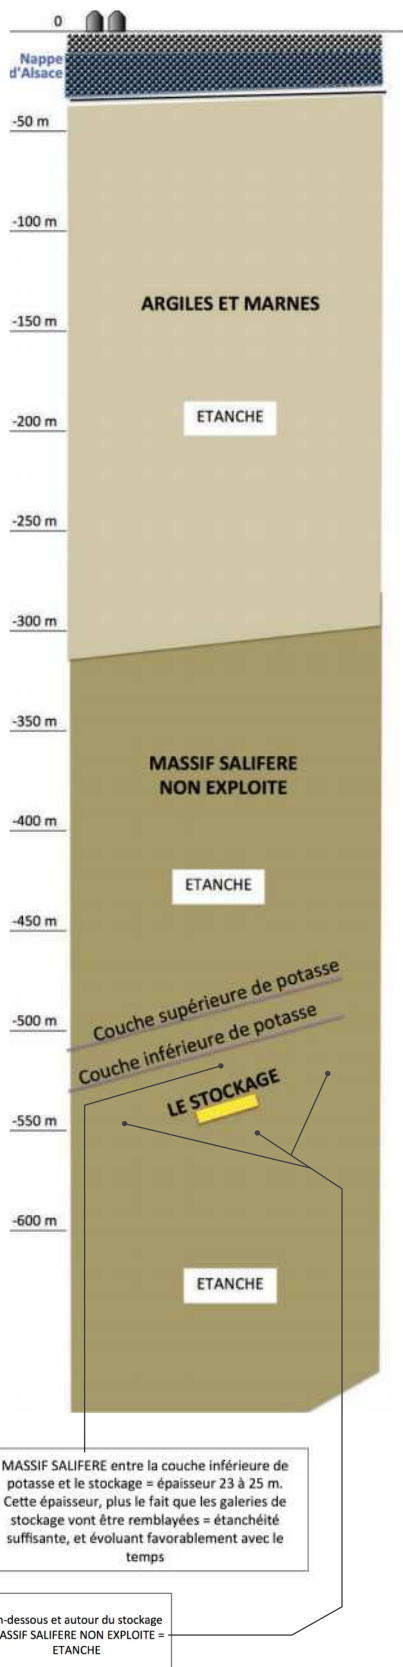 0
Nappe
d'Alsace
-50 m
-100 m
ARGILES ET MARNES
-150 m
ETANCHE
-200 m
-250 m
-300 m
-350 m
MASSIF SALIFERE
NON EXPLOITE
-400 m
ETANCHE
-450 m
Couche supérieure de potasse
-500 m
Couche inférieure de potasse
LE STOCKAGE
-550 m
-600 m
ETANCHE
MASSIF SALIFERE entre la couche inférieure de
potasse et le stockage = épaisseur 23 à 25 m.
Cette épaisseur, plus le fait que les galeries de
stockage vont être remblayées = étanchéité
suffisante, et évoluant favorablement avec le
temps
n-dessous et autour du stockage
ASSIF SALIFERE NON EXPLOITE =
ETANCHE